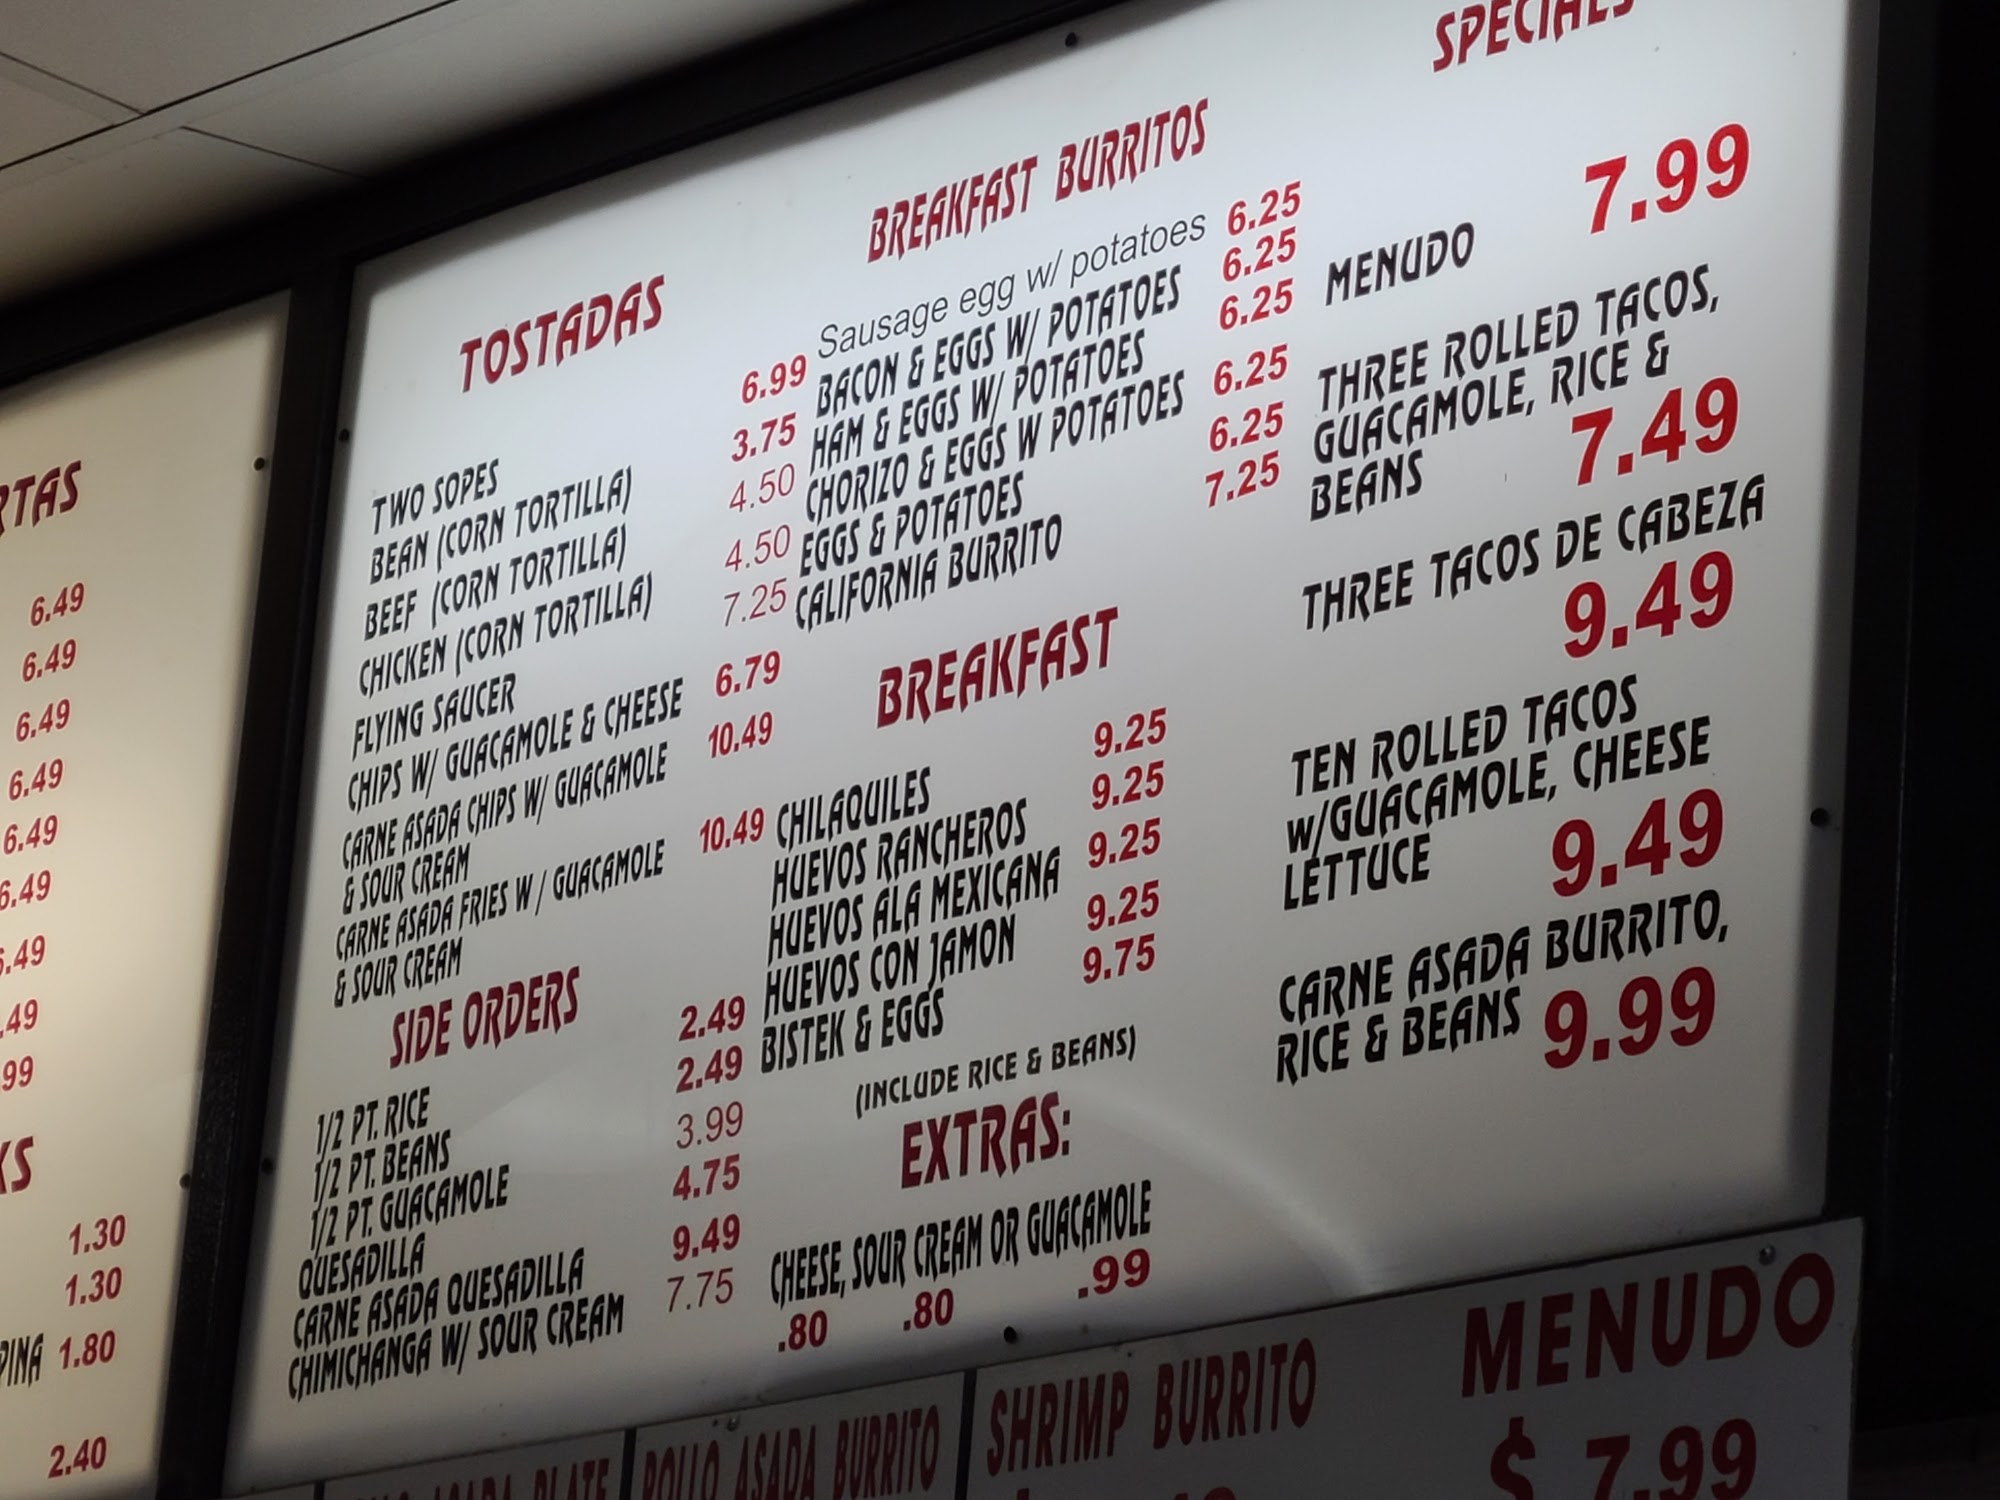 6.49
6.49
6.49
6.49
6.49
6.49
1.30
1.30
1.80
2.40
TOSTADAS
TWO SOPES 6.99
BEAN (CORN TORTILLA) 3.75
BEEF (CORN TORTILLA) 4.50
CHICKEN (CORN TORTILLA) 4.50
FLYING SAUCER 7.25
CHIPS W/ GUACAMOLE & CHEESE 6.79
CARNE ASADA CHIPS W/ GUACAMOLE 10.49
& SOUR CREAM
CARNE ASADA FRIES W/ GUACAMOLE 10.49
& SOUR CREAM
SIDE ORDERS
1/2 PT. RICE 2.49
1/2 PT. BEANS 2.49
1/2 PT. GUACAMOLE 3.99
QUESADILLA 4.75
CARNE ASADA QUESADILLA 9.49
CHIMICHANGA W/ SOUR CREAM 7.75
BREAKFAST BURRITOS
Sausage egg w/ potatoes 6.25
BACON & EGGS W/ POTATOES 6.25
HAM & EGGS W/ POTATOES 6.25
CHORIZO & EGGS W POTATOES 6.25
EGGS & POTATOES 6.25
CALIFORNIA BURRITO 7.25
BREAKFAST
CHILAQUILES 9.25
HUEVOS RANCHEROS 9.25
HUEVOS ALA MEXICANA 9.25
HUEVOS CON JAMON 9.25
BISTEK & EGGS 9.75
(INCLUDE RICE & BEANS)
EXTRAS:
CHEESE, SOUR CREAM OR GUACAMOLE
.80 .80 .99
SPECIALS
MENUDO 7.99
THREE ROLLED TACOS,
GUACAMOLE, RICE &
BEANS 7.49
THREE TACOS DE CABEZA
9.49
TEN ROLLED TACOS
W/GUACAMOLE, CHEESE
LETTUCE 9.49
CARNE ASADA BURRITO,
RICE & BEANS 9.99
ASADA PLATE
POLLO ASADA BURRITO
SHRIMP BURRITO
MENUDO
$ 7.99